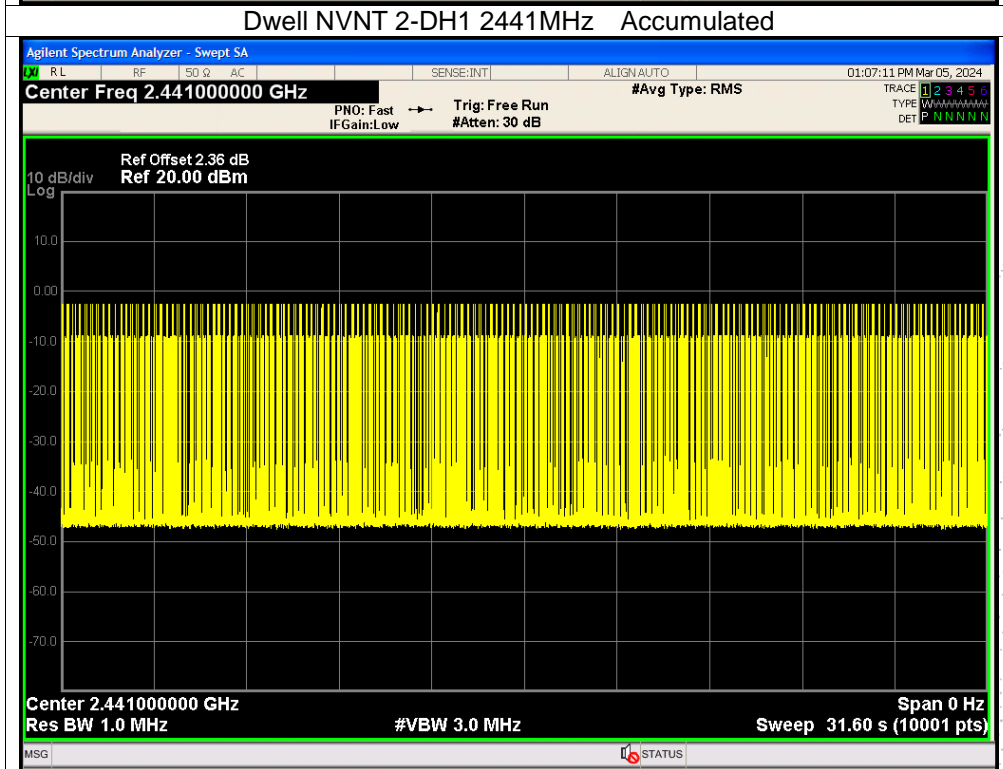 Dwell NVNT 2-DH1 2441MHz Accumulated
Agilent Spectrum Analyzer - Swept SA
LXI RL RF 50 Ω AC SENSE:INT ALIGN AUTO 01:07:11 PM Mar 05, 2024
Center Freq 2.441000000 GHz #Avg Type: RMS TRACE 1 2 3 4 5 6
PNO: Fast Trig: Free Run TYPE W
IFGain:Low #Atten: 30 dB DET P N N N N N
Ref Offset 2.36 dB
10 dB/div Ref 20.00 dBm
Log
10.0
0.00
-10.0
-20.0
-30.0
-40.0
-50.0
-60.0
-70.0
Center 2.441000000 GHz Span 0 Hz
Res BW 1.0 MHz #VBW 3.0 MHz Sweep 31.60 s (10001 pts)
MSG STATUS